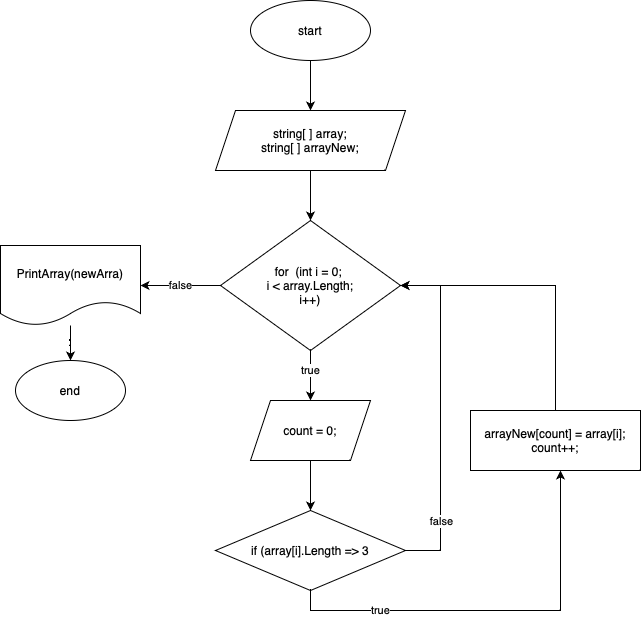 start
string[ ] array;
string[ ] arrayNew;
for  (int i = 0;
i < array.Length;
i++)
false
PrintArray(newArra)
;
end
true
count = 0;
arrayNew[count] = array[i];
count++;
false
if (array[i].Length => 3
true